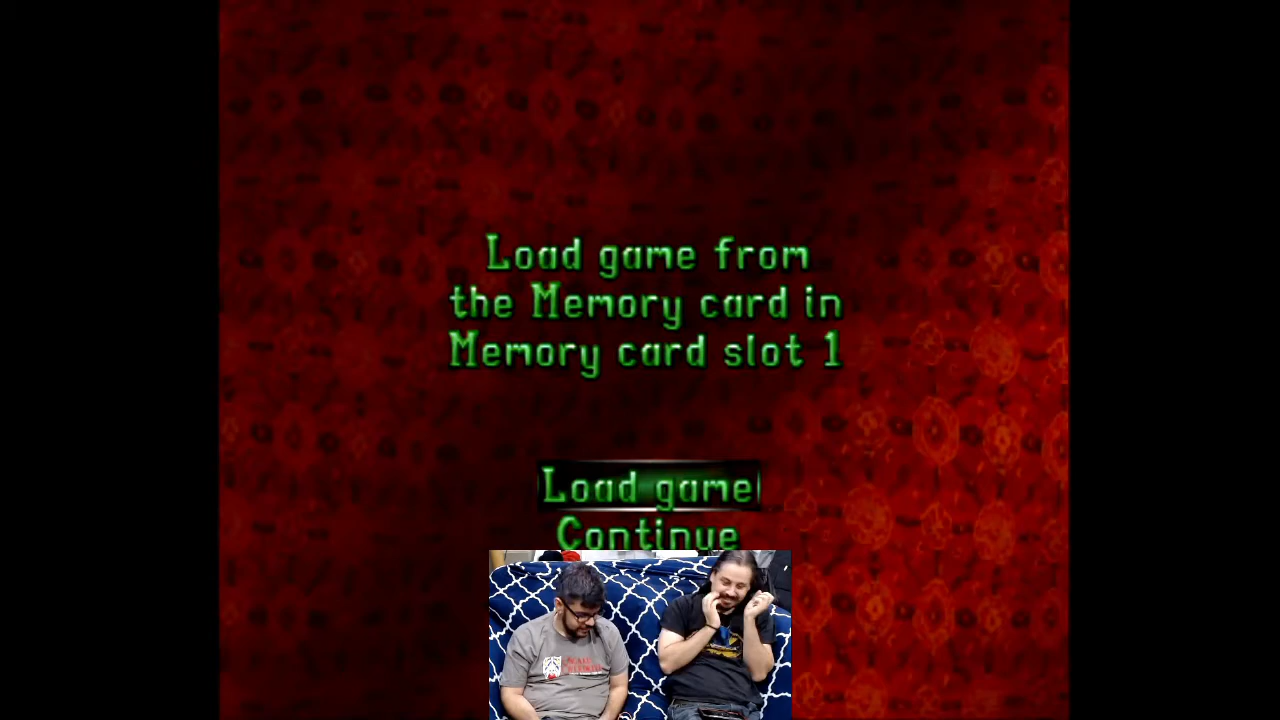 Load game from
the Memory card in
Memory card slot 1
Load game
Continue